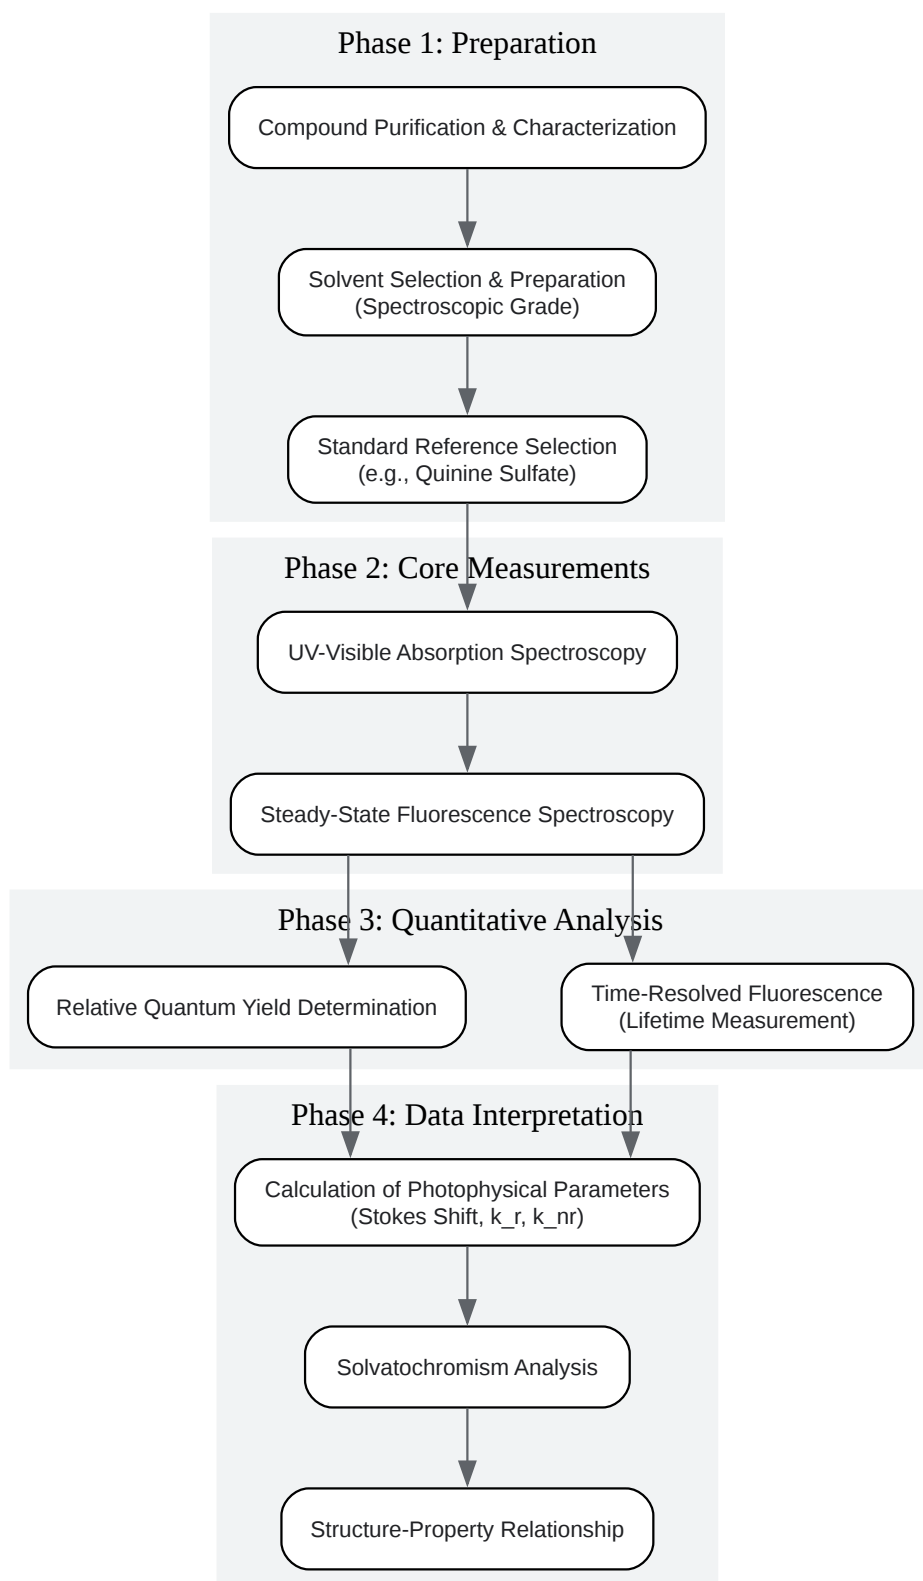 Phase 1: Preparation
Compound Purification & Characterization
Solvent Selection & Preparation
(Spectroscopic Grade)
Standard Reference Selection
(e.g., Quinine Sulfate)
Phase 2: Core Measurements
UV-Visible Absorption Spectroscopy
Steady-State Fluorescence Spectroscopy
Phase 3: Quantitative Analysis
Relative Quantum Yield Determination
Time-Resolved Fluorescence
(Lifetime Measurement)
Phase 4: Data Interpretation
Calculation of Photophysical Parameters
(Stokes Shift, k_r, k_nr)
Solvatochromism Analysis
Structure-Property Relationship